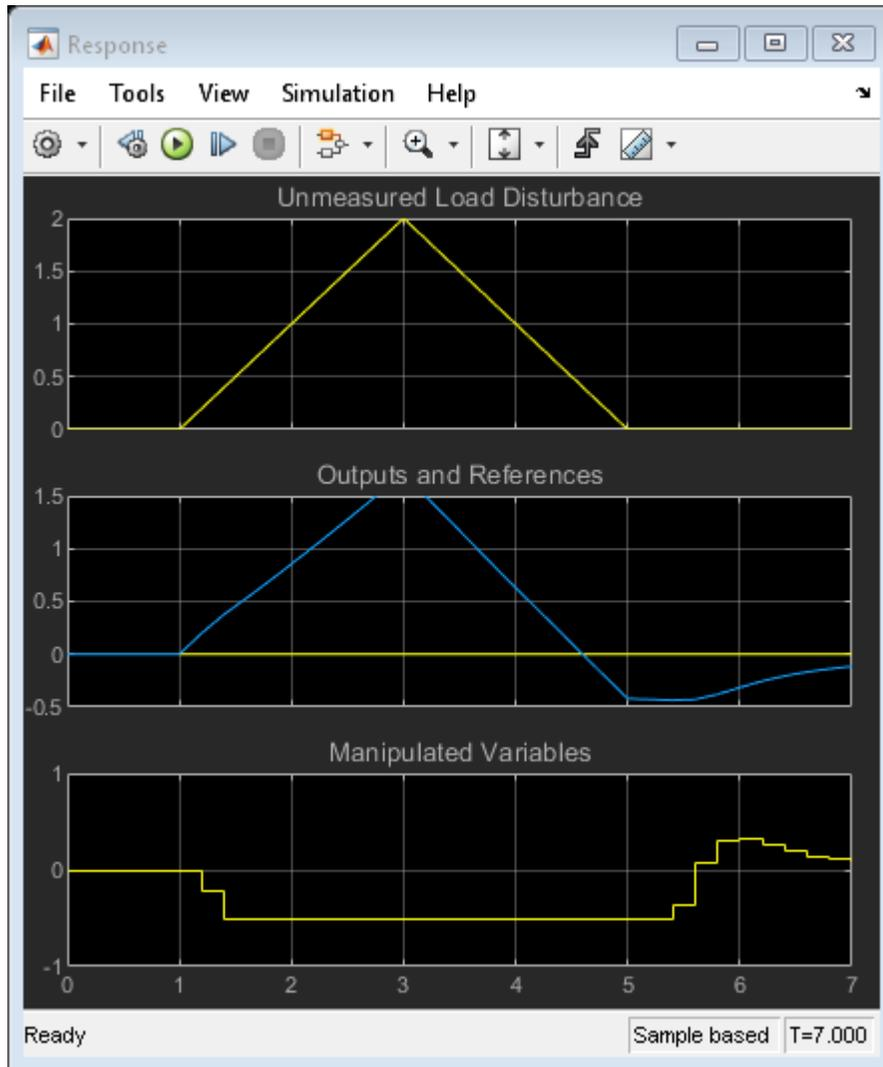 Response
File Tools View Simulation Help
Unmeasured Load Disturbance
2
1.5
1
0.5
0
Outputs and References
1.5
1
0.5
0
-0.5
Manipulated Variables
1
0
-1
0 1 2 3 4 5 6 7
Ready Sample based T=7.000